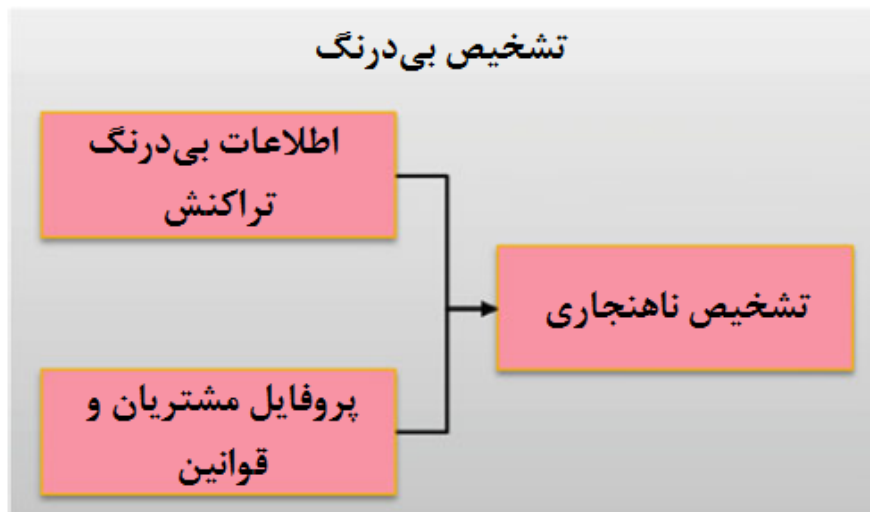 تشخیص بی‌درنگ
اطلاعات بی‌درنگ
تراکنش
تشخیص ناهنجاری
پروفایل مشتریان و
قوانین